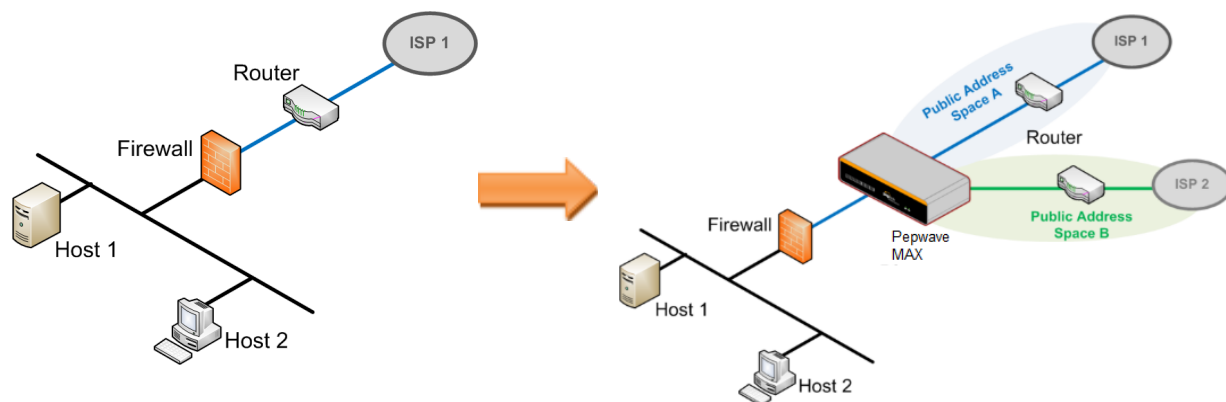 ISP 1
Router
Firewall
Host 1
Host 2
ISP 1
Public Address
Space A
Router
ISP 2
Public Address
Space B
Pepwave
MAX
Firewall
Host 1
Host 2